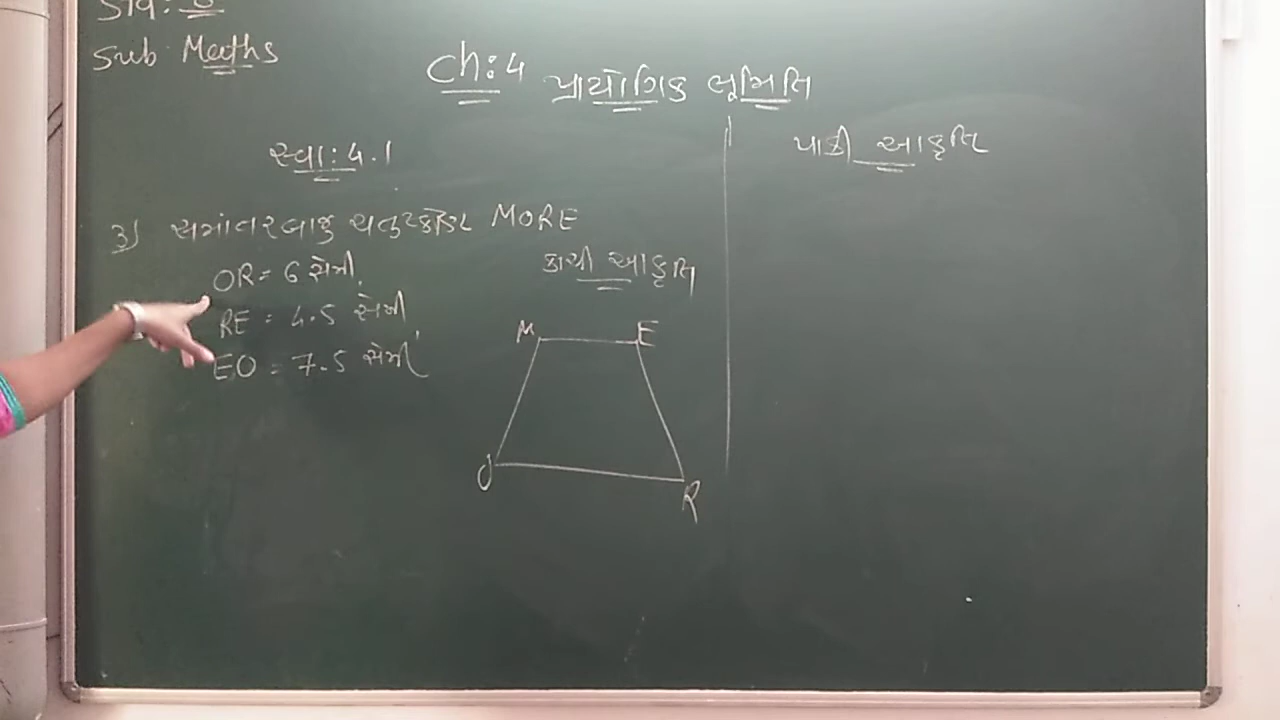 Sub Maths
Ch:4 પ્રાયોગિક ભૂમિતિ
સ્વા:4.1
3) સમાંતરબાજુ ચતુષ્કોણ MORE
OR = 6 સેમી,
RE = 4.5 સેમી,
EO = 7.5 સેમી
કાચી આકૃતિ
M
E
O
R
પાકી આકૃતિ